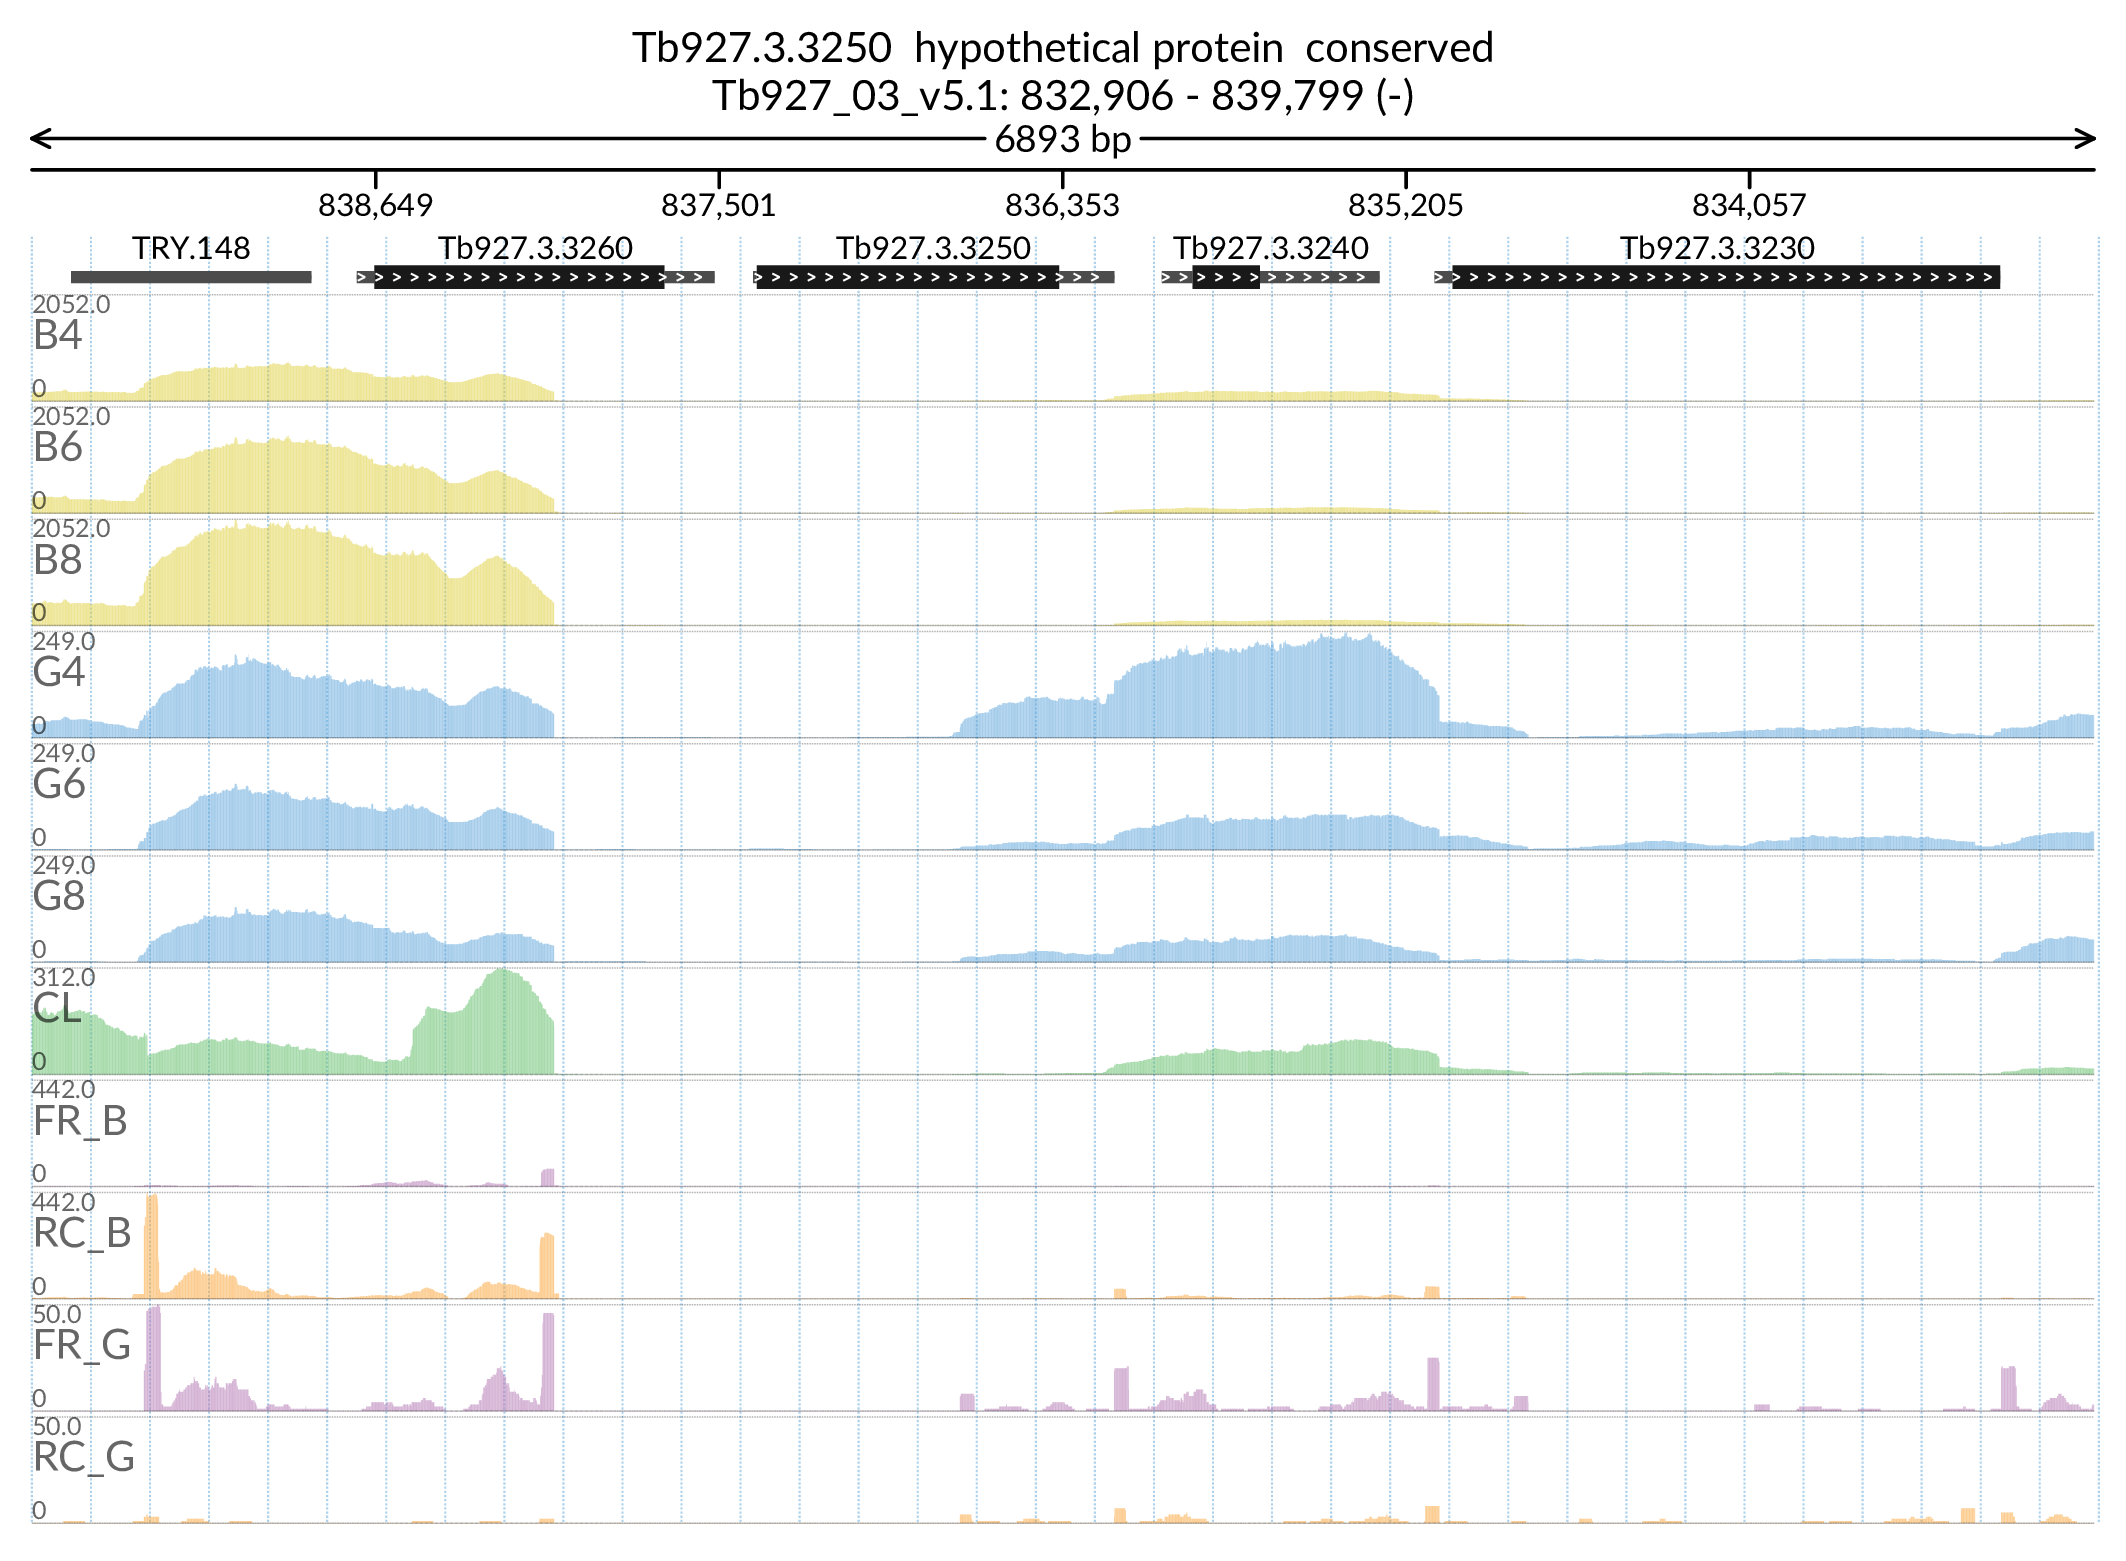 Tb927.3.3250  hypothetical protein  conserved
Tb927_03_v5.1: 832,906 - 839,799 (-)
6893 bp
838,649 837,501 836,353 835,205 834,057
TRY.148 Tb927.3.3260 Tb927.3.3250 Tb927.3.3240 Tb927.3.3230
2052.0
B4
0
2052.0
B6
0
2052.0
B8
0
249.0
G4
0
249.0
G6
0
249.0
G8
0
312.0
CL
0
442.0
FR_B
0
442.0
RC_B
0
50.0
FR_G
0
50.0
RC_G
0